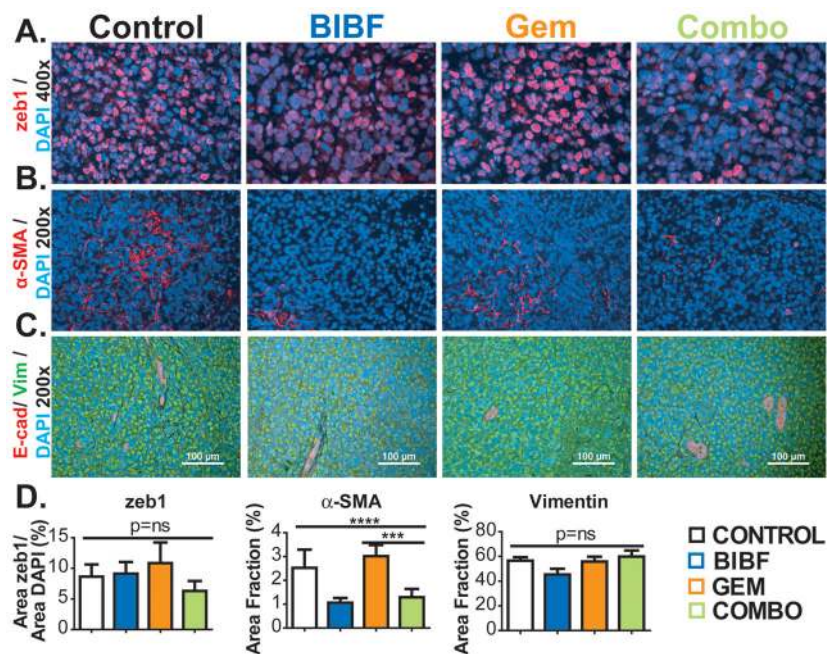 A. Control BIBF Gem Combo
zeb1 /
DAPI 400x
B.
α-SMA /
DAPI 200x
C.
E-cad/ Vim /
DAPI 200x
100 µm 100 µm 100 µm 100 µm
D.
zeb1
p=ns
Area zeb1/
Area DAPI (%)
20
15
10
5
0
α-SMA
****
***
Area Fraction (%)
4
3
2
1
0
Vimentin
p=ns
Area Fraction (%)
80
60
40
20
0
CONTROL
BIBF
GEM
COMBO